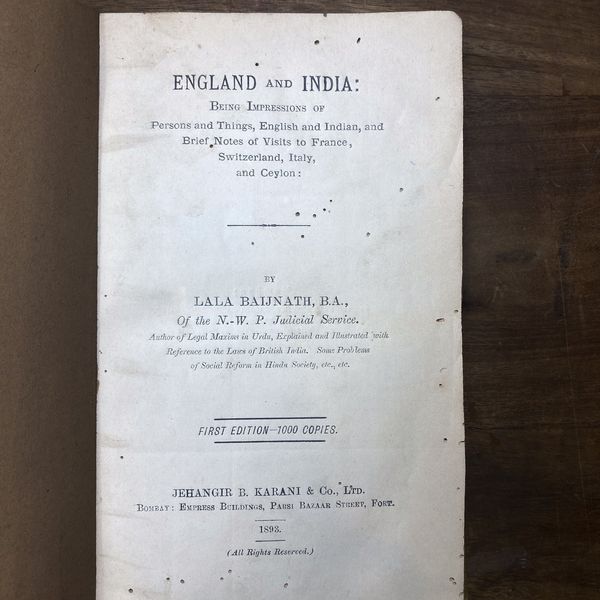 ENGLAND AND INDIA:
BEING IMPRESSIONS OF
Persons and Things, English and Indian, and
Brief Notes of Visits to France,
Switzerland, Italy,
and Ceylon:
BY
LALA BAIJNATH, B.A.,
Of the N.-W. P. Judicial Service.
Author of Legal Maxims in Urdu, Explained and Illustrated with
Reference to the Laws of British India. Some Problems
of Social Reform in Hindu Society, etc., etc.
FIRST EDITION—1000 COPIES.
JEHANGIR B. KARANI & Co., LTD.
BOMBAY: EMPRESS BUILDINGS, PARSI BAZAAR STREET, FORT.
1893.
(All Rights Reserved.)